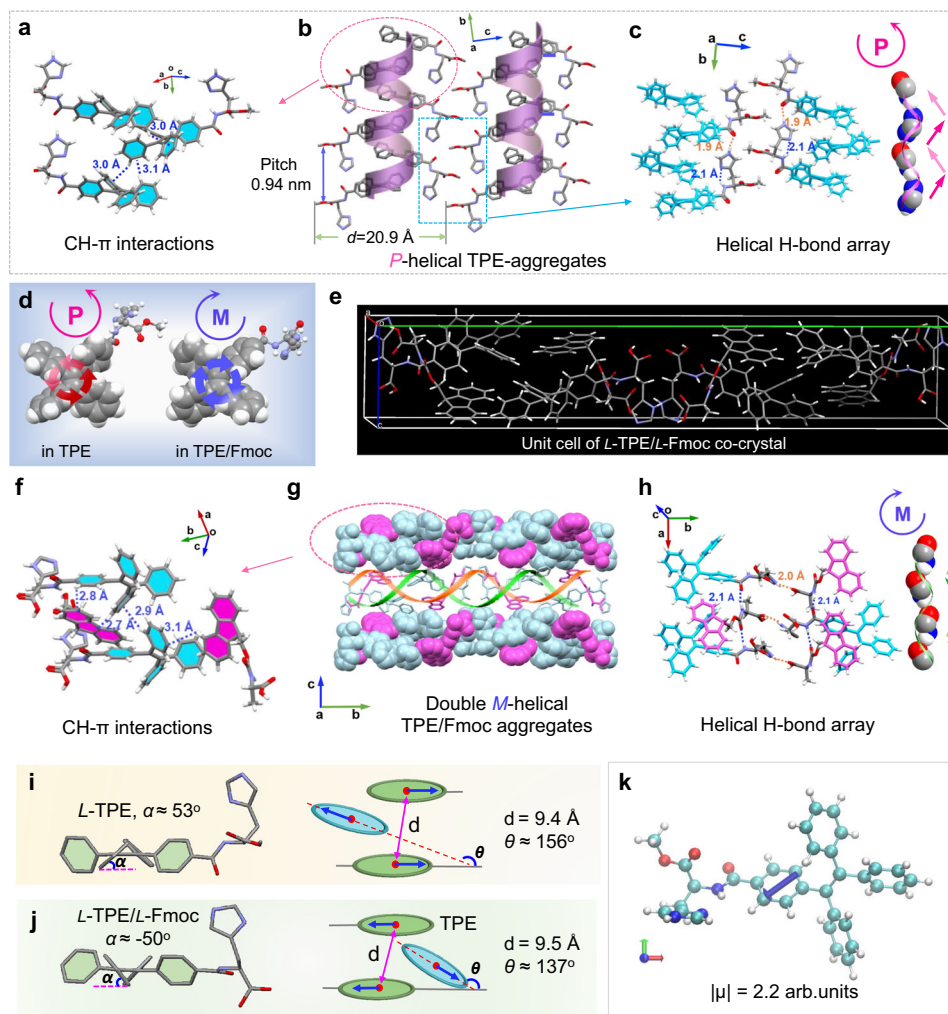 a
o
a
c
b
3.0 Å
3.0 Å
3.1 Å
CH-π interactions
b
b
c
a
Pitch
0.94 nm
d=20.9 Å
P-helical TPE-aggregates
c
a
c
b
P
1.9 Å
1.9 Å
2.1 Å
2.1 Å
Helical H-bond array
d
P
M
in TPE
in TPE/Fmoc
e
a
o
c
Unit cell of L-TPE/L-Fmoc co-crystal
f
a
b
o
c
2.8 Å
2.9 Å
2.7 Å
3.1 Å
CH-π interactions
g
c
a
b
Double M-helical
TPE/Fmoc aggregates
h
c
o
b
a
M
2.0 Å
2.1 Å
2.1 Å
Helical H-bond array
i
L-TPE, α ≈ 53°
α
d
θ
d = 9.4 Å
θ ≈ 156°
j
L-TPE/L-Fmoc
α ≈ -50°
α
TPE
d
θ
d = 9.5 Å
θ ≈ 137°
k
|μ| = 2.2 arb.units